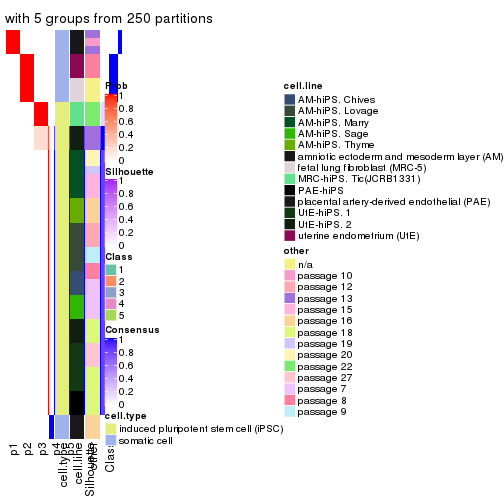 with 5 groups from 250 partitions
Prob
1
0.8
0.6
0.4
0.2
0
Silhouette
1
0.8
0.6
0.4
0.2
0
Class
1
2
3
4
5
Consensus
1
0.8
0.6
0.4
0.2
0
cell.type
induced pluripotent stem cell (iPSC)
somatic cell
cell.line
AM-hiPS. Chives
AM-hiPS. Lovage
AM-hiPS. Marry
AM-hiPS. Sage
AM-hiPS. Thyme
amniotic ectoderm and mesoderm layer (AM)
fetal lung fibroblast (MRC-5)
MRC-hiPS. Tic(JCRB1331)
PAE-hiPS
placental artery-derived endothelial (PAE)
UtE-hiPS. 1
UtE-hiPS. 2
uterine endometrium (UtE)
other
n/a
passage 10
passage 12
passage 13
passage 15
passage 16
passage 18
passage 19
passage 20
passage 22
passage 27
passage 7
passage 8
passage 9
p1
p2
p3
p4
cell.type
p5
cell.line
Silhouette
other
Class